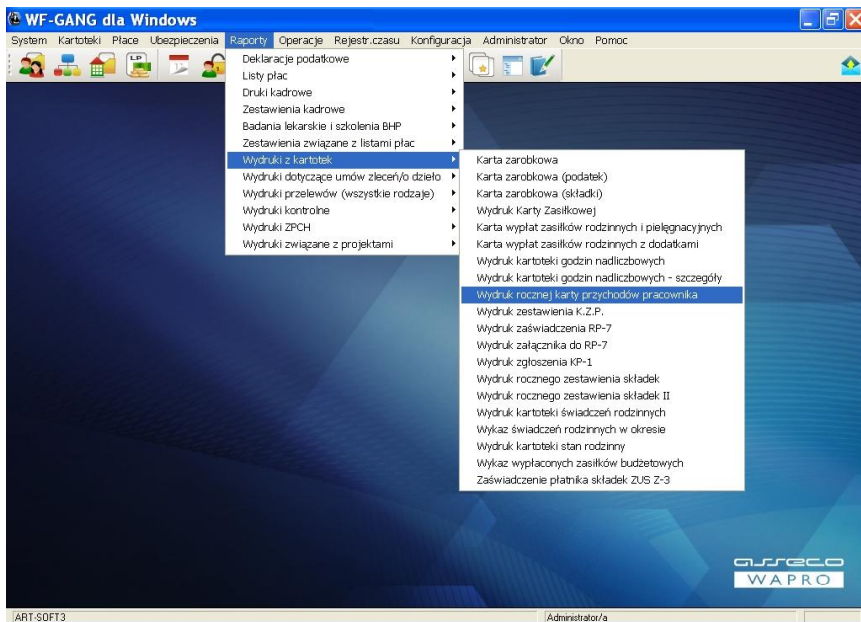 WF-GANG dla Windows
System Kartoteki Płace Ubezpieczenia Raporty Operacje Rejestr.czasu Konfiguracja Administrator Okno Pomoc
LP
Deklaracje podatkowe
Listy płac
Druki kadrowe
Zestawienia kadrowe
Badania lekarskie i szkolenia BHP
Zestawienia związane z listami płac
Wydruki z kartotek
Wydruki dotyczące umów zleceń/o dzieło
Wydruki przelewów (wszystkie rodzaje)
Wydruki kontrolne
Wydruki ZPCH
Wydruki związane z projektami
Karta zarobkowa
Karta zarobkowa (podatek)
Karta zarobkowa (składki)
Wydruk Karty Zasiłkowej
Karta wypłat zasiłków rodzinnych i pielęgnacyjnych
Karta wypłat zasiłków rodzinnych z dodatkami
Wydruk kartoteki godzin nadliczbowych
Wydruk kartoteki godzin nadliczbowych - szczegóły
Wydruk rocznej karty przychodów pracownika
Wydruk zestawienia K.Z.P.
Wydruk zaświadczenia RP-7
Wydruk załącznika do RP-7
Wydruk zgłoszenia KP-1
Wydruk rocznego zestawienia składek
Wydruk rocznego zestawienia składek II
Wydruk kartoteki świadczeń rodzinnych
Wykaz świadczeń rodzinnych w okresie
Wydruk kartoteki stan rodzinny
Wykaz wypłaconych zasiłków budżetowych
Zaświadczenie płatnika składek ZUS Z-3
asseco
WAPRO
ART-SOFT3 Administrator/a